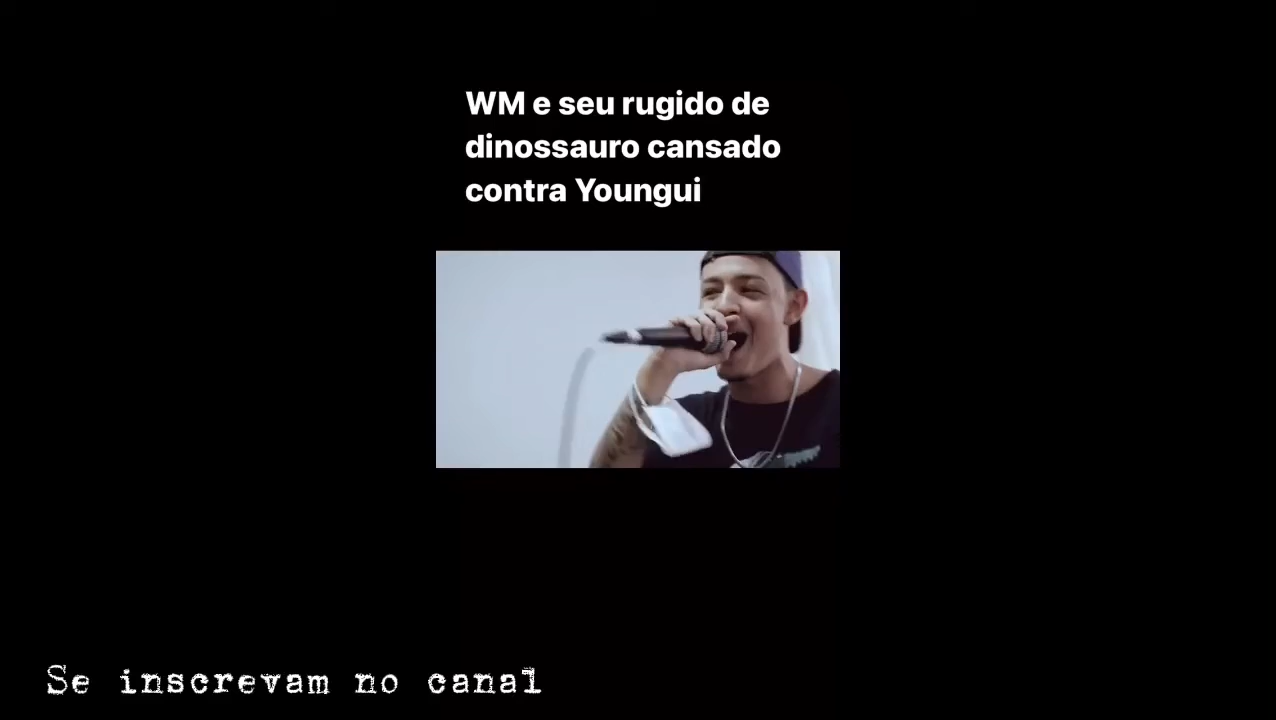 WM e seu rugido de
dinossauro cansado
contra Youngui
Se inscrevam no canal